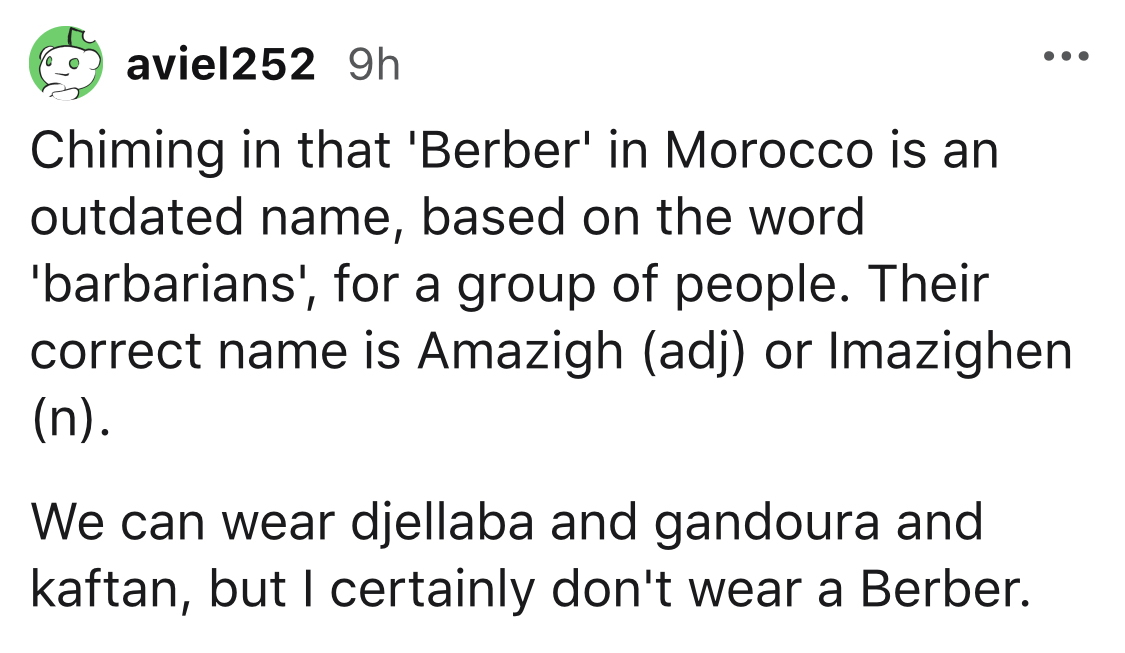 aviel252 9h
Chiming in that 'Berber' in Morocco is an
outdated name, based on the word
'barbarians', for a group of people. Their
correct name is Amazigh (adj) or Imazighen
(n).
We can wear djellaba and gandoura and
kaftan, but I certainly don't wear a Berber.